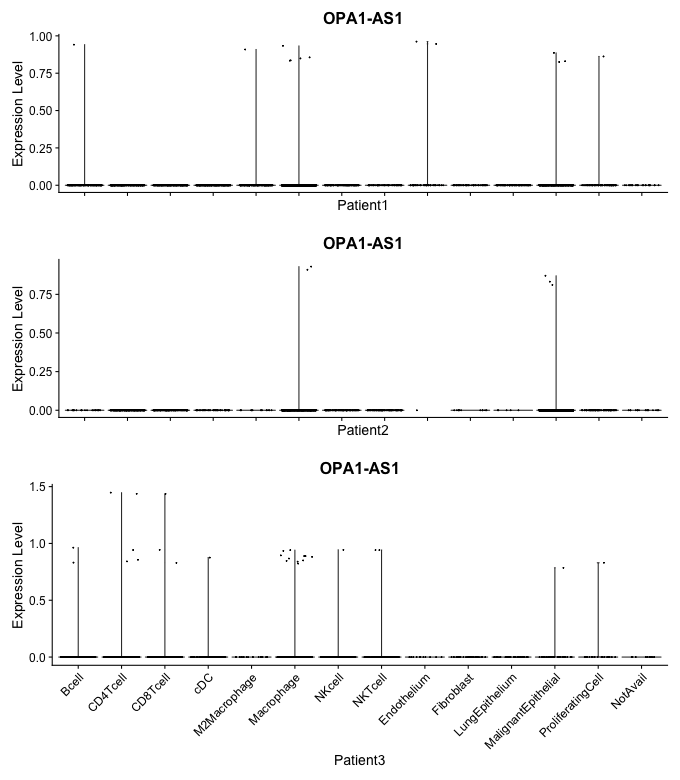 OPA1-AS1
1.00
0.75
0.50
0.25
0.00
Expression Level
Patient1
OPA1-AS1
0.75
0.50
0.25
0.00
Expression Level
Patient2
OPA1-AS1
1.5
1.0
0.5
0.0
Expression Level
Bcell
CD4Tcell
CD8Tcell
cDC
M2Macrophage
Macrophage
NKcell
NKTcell
Endothelium
Fibroblast
LungEpithelium
MalignantEpithelial
ProliferatingCell
NotAvail
Patient3